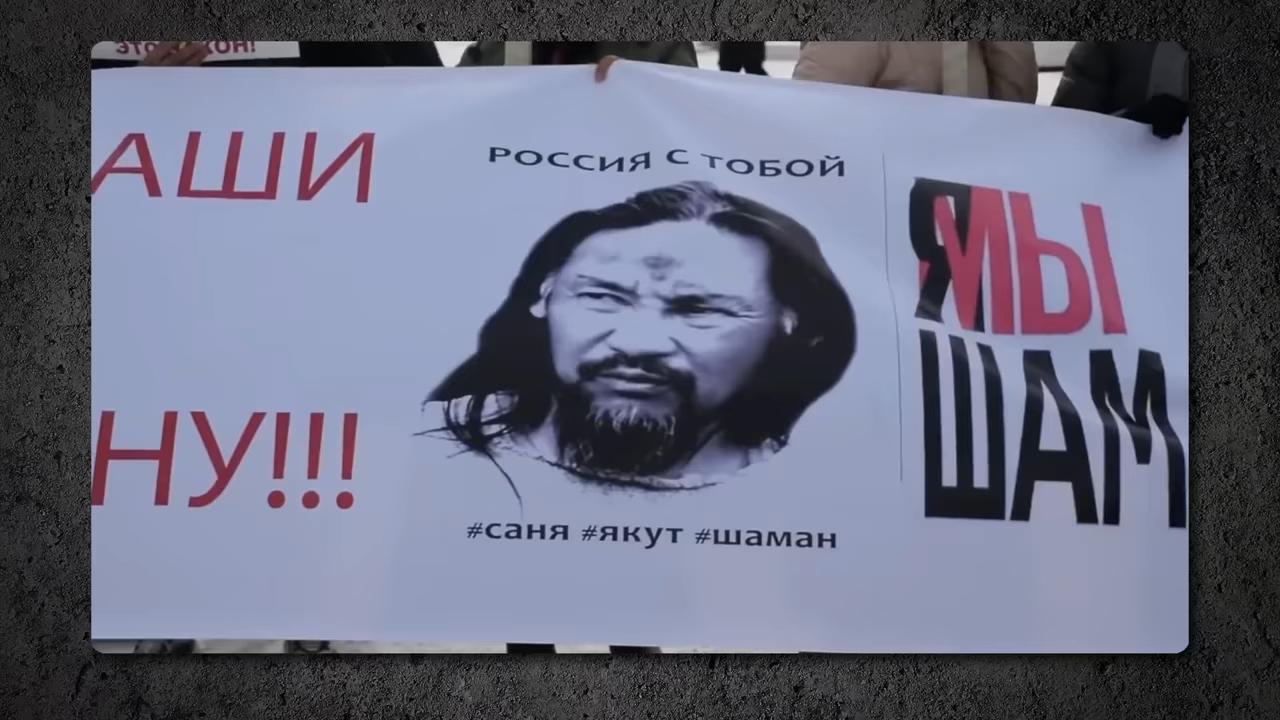 АШИ
НУ!!!
РОССИЯ С ТОБОЙ
#саня #якут #шаман
ЯМЫ
ШАМ